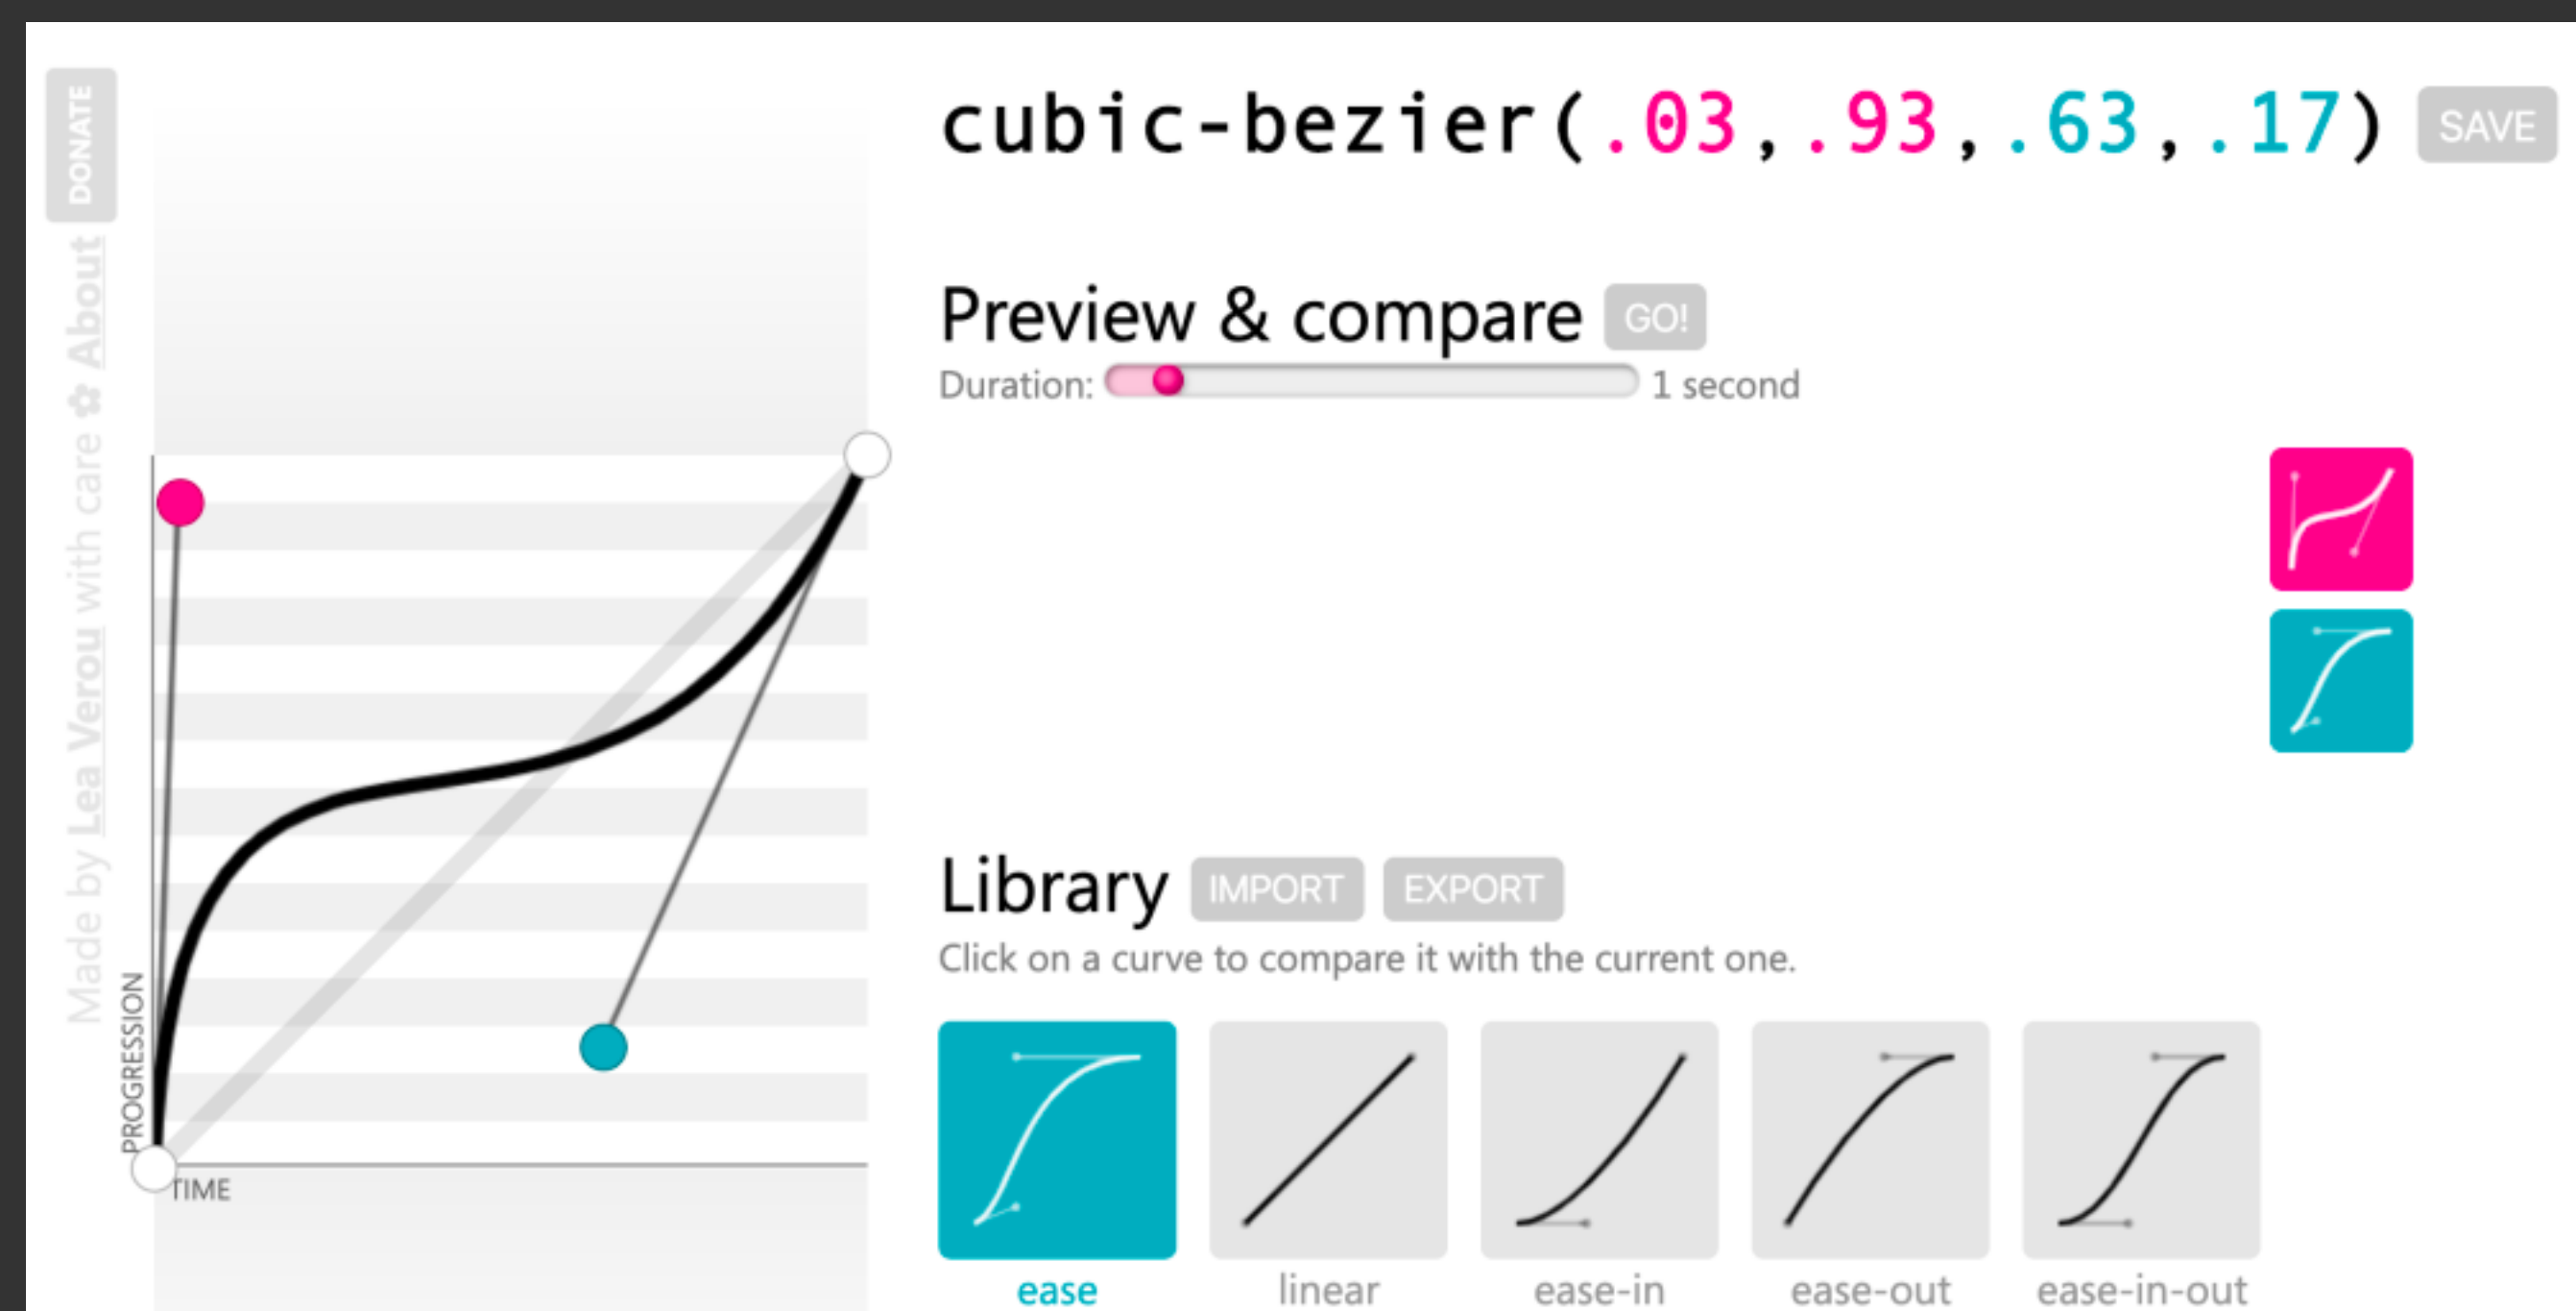 DONATE
Made by Lea Verou with care ✿ About
cubic-bezier(.03,.93,.63,.17) SAVE
Preview & compare GO!
Duration: 1 second
PROGRESSION
TIME
Library IMPORT EXPORT
Click on a curve to compare it with the current one.
ease linear ease-in ease-out ease-in-out